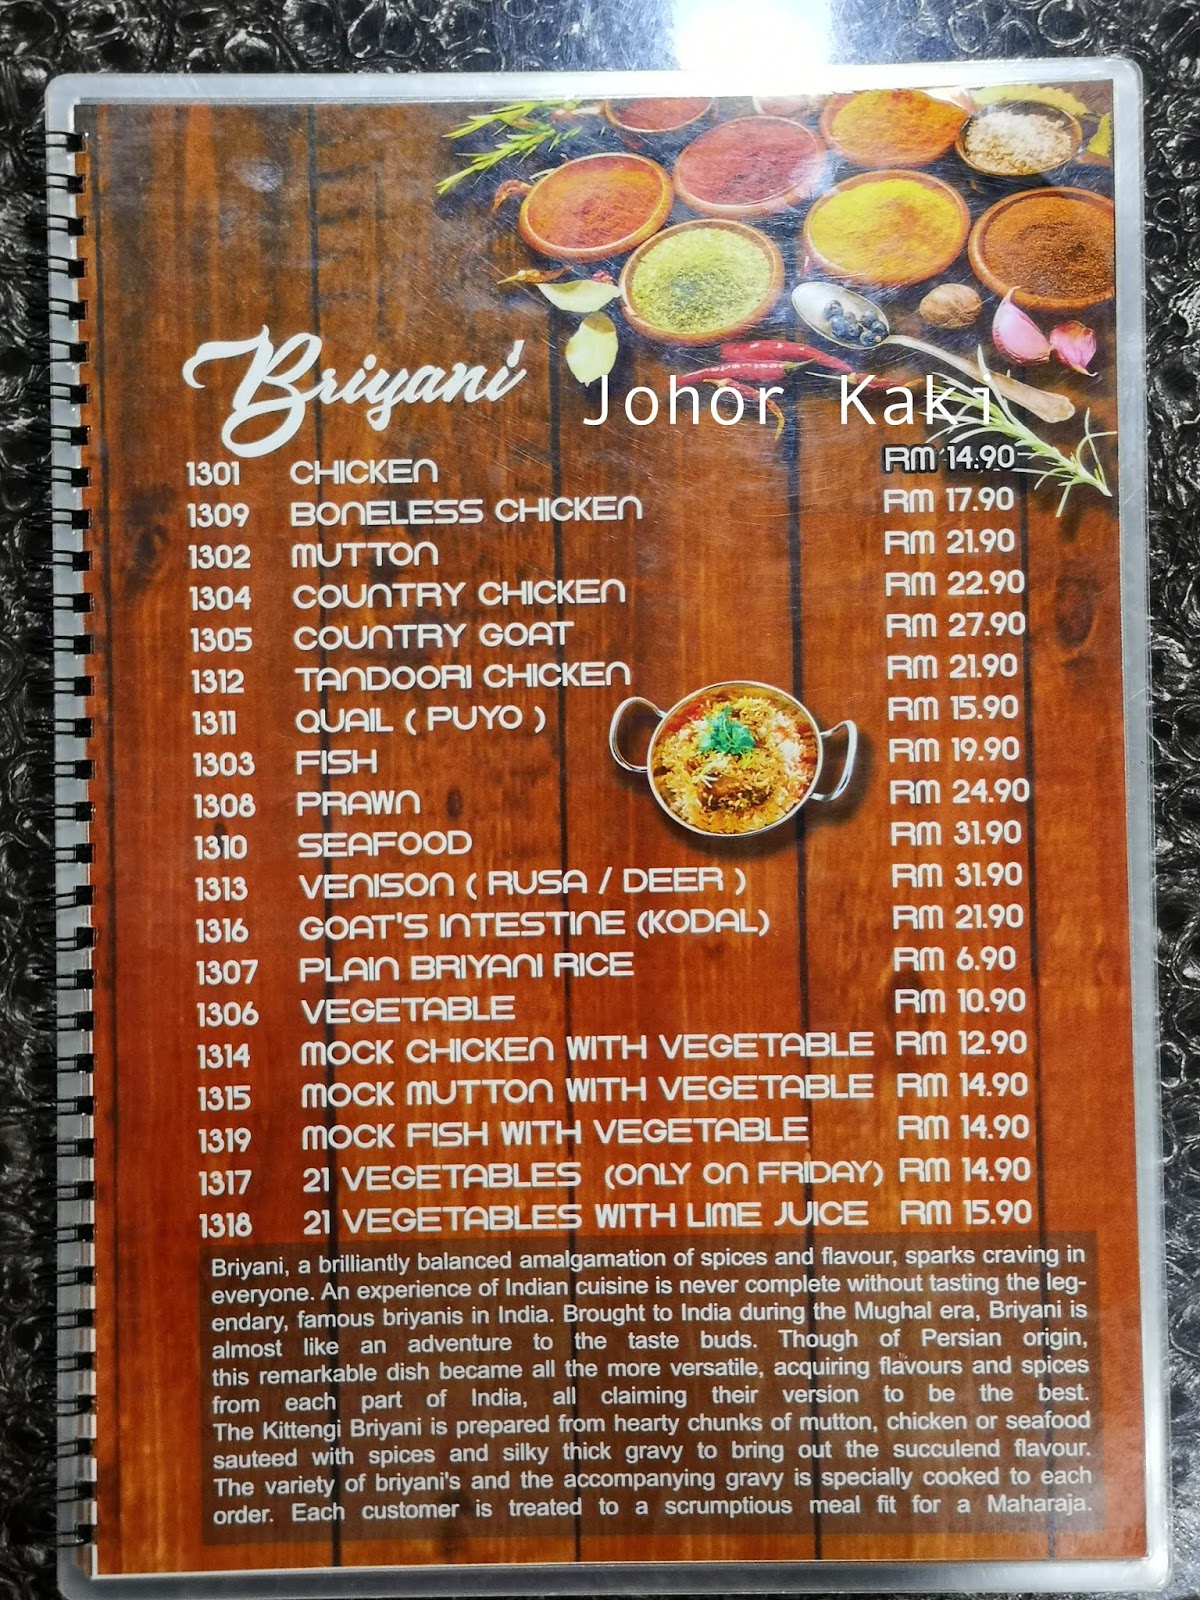 Briyani
Johor Kaki
1301 CHICKEN RM 14.90
1309 BONELESS CHICKEN RM 17.90
1302 MUTTON RM 21.90
1304 COUNTRY CHICKEN RM 22.90
1305 COUNTRY GOAT RM 27.90
1312 TANDOORI CHICKEN RM 21.90
1311 QUAIL ( PUYO ) RM 15.90
1303 FISH RM 19.90
1308 PRAWN RM 24.90
1310 SEAFOOD RM 31.90
1313 VENISON ( RUSA / DEER ) RM 31.90
1316 GOAT'S INTESTINE (KODAL) RM 21.90
1307 PLAIN BRIYANI RICE RM 6.90
1306 VEGETABLE RM 10.90
1314 MOCK CHICKEN WITH VEGETABLE RM 12.90
1315 MOCK MUTTON WITH VEGETABLE RM 14.90
1319 MOCK FISH WITH VEGETABLE RM 14.90
1317 21 VEGETABLES (ONLY ON FRIDAY) RM 14.90
1318 21 VEGETABLES WITH LIME JUICE RM 15.90
Briyani, a brilliantly balanced amalgamation of spices and flavour, sparks craving in
everyone. An experience of Indian cuisine is never complete without tasting the leg-
endary, famous briyanis in India. Brought to India during the Mughal era, Briyani is
almost like an adventure to the taste buds. Though of Persian origin,
this remarkable dish became all the more versatile, acquiring flavours and spices
from each part of India, all claiming their version to be the best.
The Kittengi Briyani is prepared from hearty chunks of mutton, chicken or seafood
sauteed with spices and silky thick gravy to bring out the succulend flavour.
The variety of briyani's and the accompanying gravy is specially cooked to each
order. Each customer is treated to a scrumptious meal fit for a Maharaja.